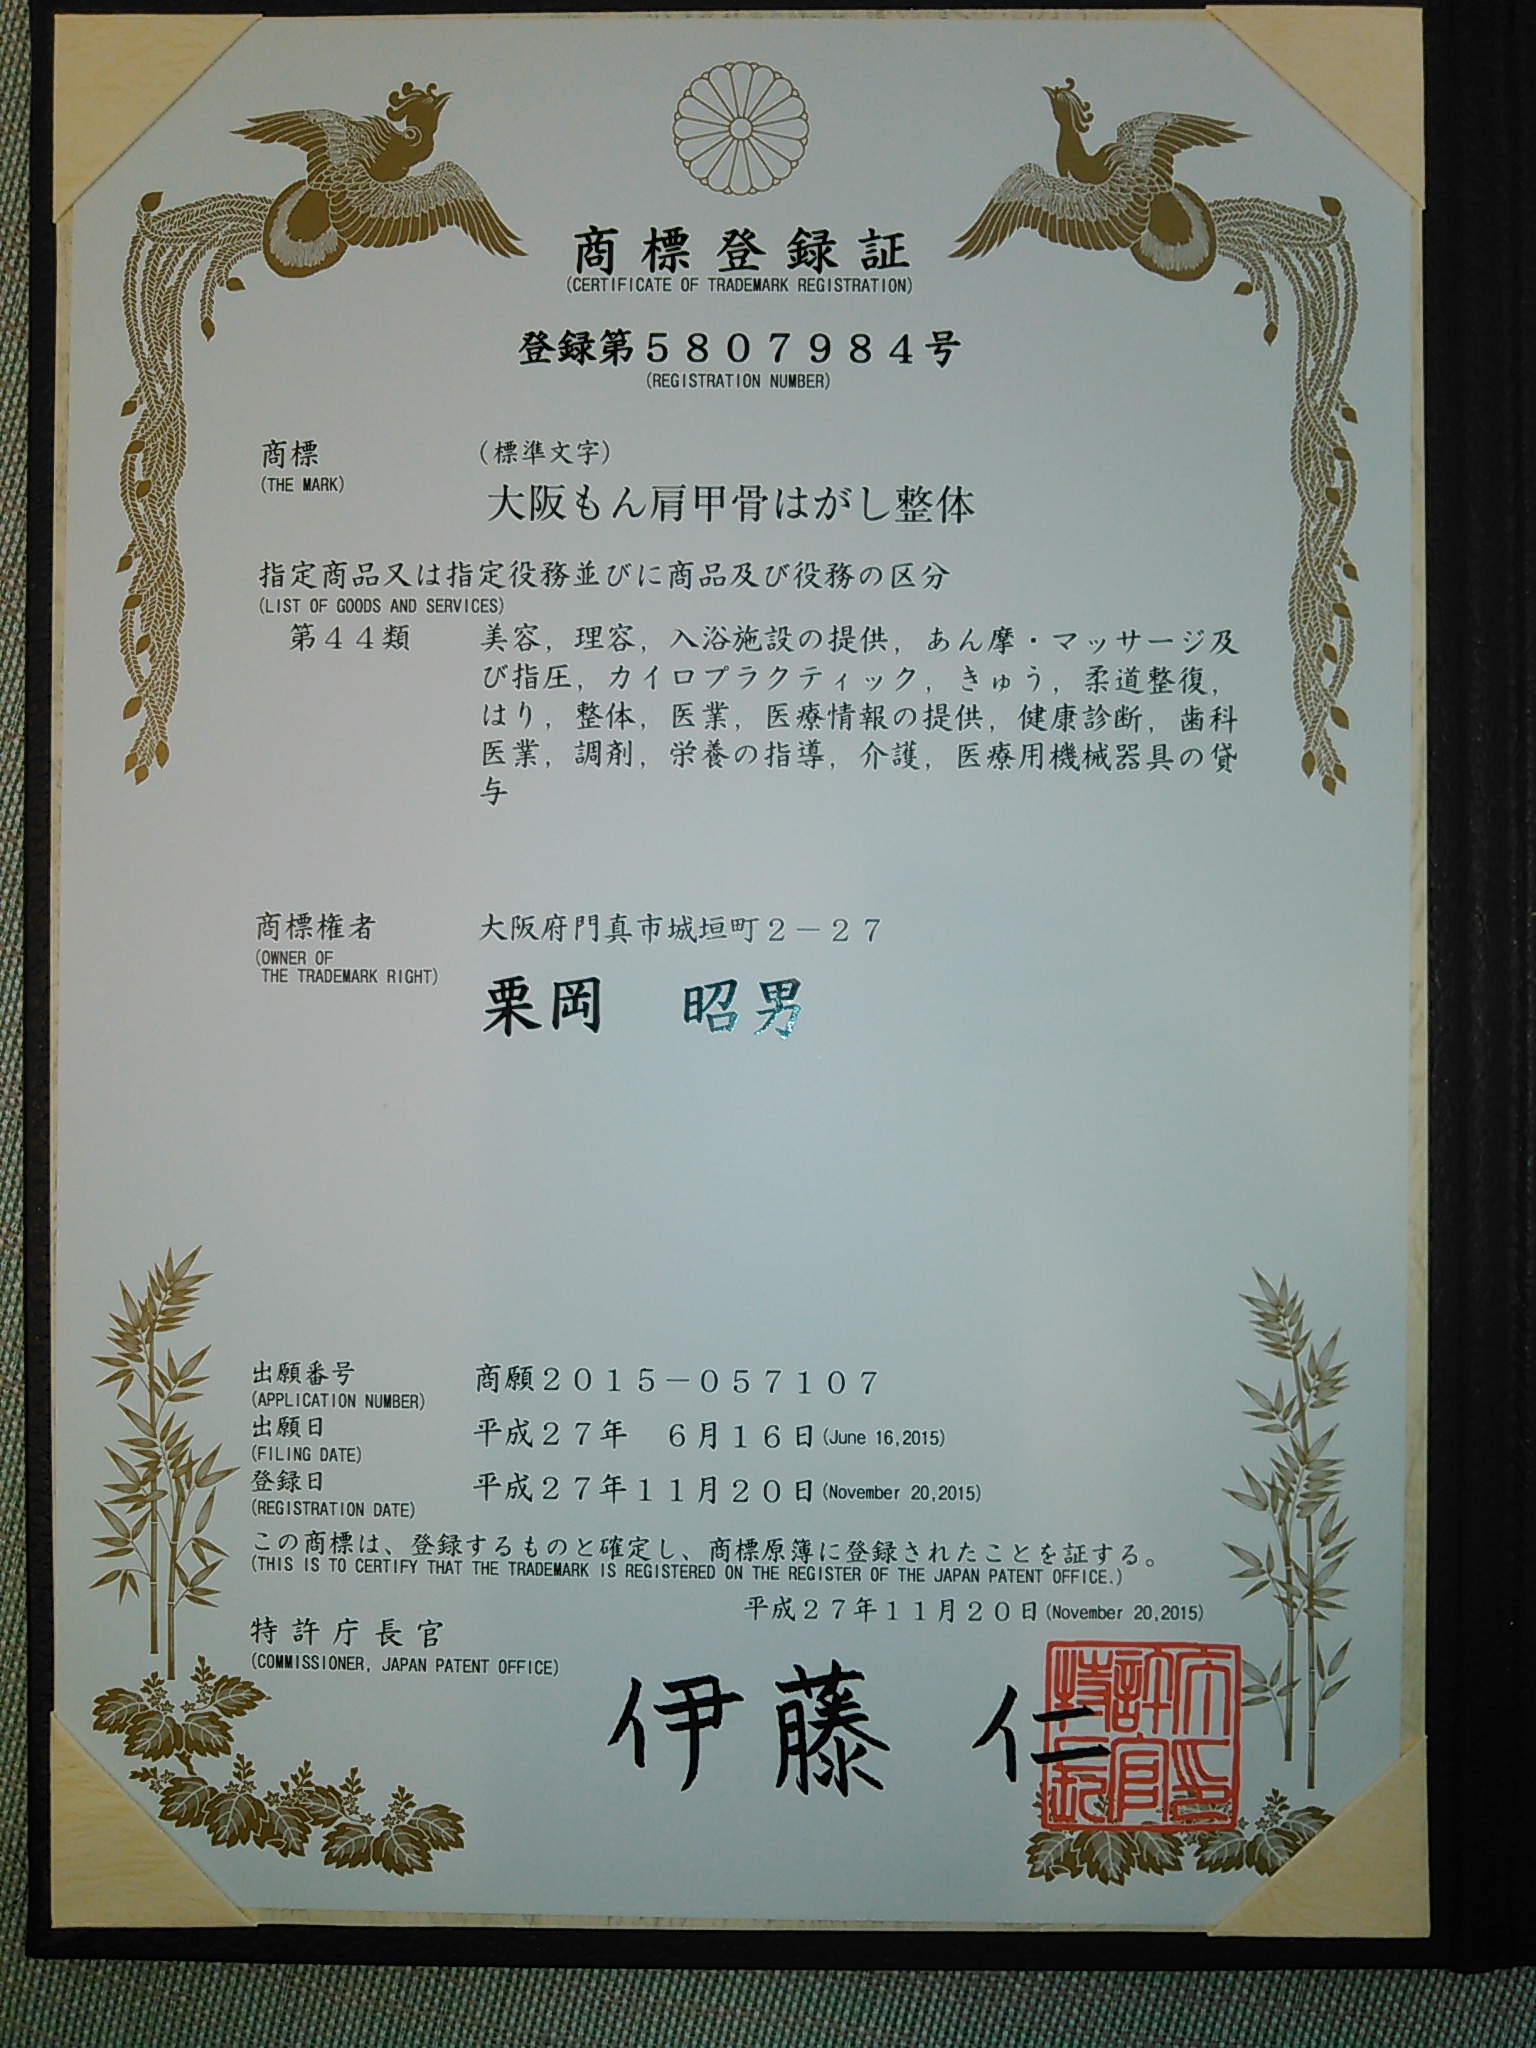 商標登録証
(CERTIFICATE OF TRADEMARK REGISTRATION)
登録第５８０７９８４号
(REGISTRATION NUMBER)
商標 (標準文字)
(THE MARK)
大阪もん肩甲骨はがし整体
指定商品又は指定役務並びに商品及び役務の区分
(LIST OF GOODS AND SERVICES)
第４４類 美容，理容，入浴施設の提供，あん摩・マッサージ及
び指圧，カイロプラクティック，きゅう，柔道整復，
はり，整体，医業，医療情報の提供，健康診断，歯科
医業，調剤，栄養の指導，介護，医療用機械器具の貸
与
商標権者 大阪府門真市城垣町２－２７
(OWNER OF
THE TRADEMARK RIGHT)
栗岡　昭男
出願番号 商願２０１５－０５７１０７
(APPLICATION NUMBER)
出願日 平成２７年　６月１６日(June 16,2015)
(FILING DATE)
登録日 平成２７年１１月２０日(November 20,2015)
(REGISTRATION DATE)
この商標は、登録するものと確定し、商標原簿に登録されたことを証する。
(THIS IS TO CERTIFY THAT THE TRADEMARK IS REGISTERED ON THE REGISTER OF THE JAPAN PATENT OFFICE.)
平成２７年１１月２０日(November 20,2015)
特許庁長官
(COMMISSIONER, JAPAN PATENT OFFICE)
伊藤　仁
特許庁長官之印